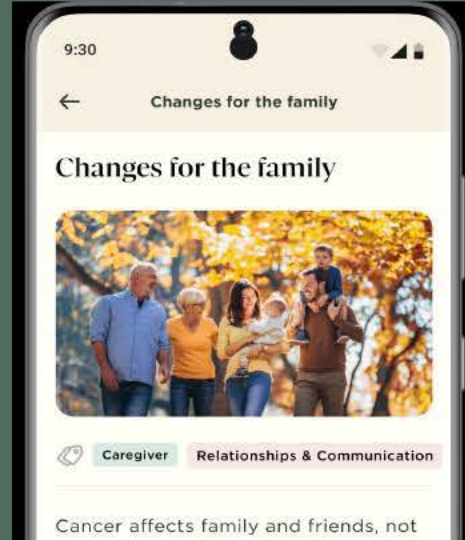 9:30
Changes for the family
Changes for the family
Caregiver
Relationships & Communication
Cancer affects family and friends, not